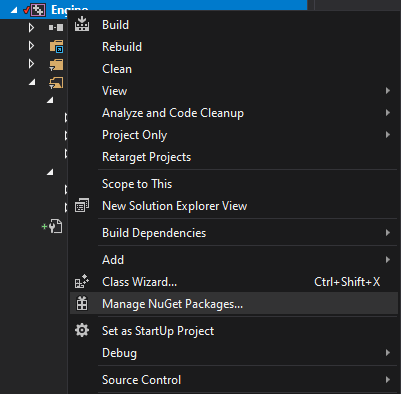 Engine
Build
Rebuild
Clean
View
Analyze and Code Cleanup
Project Only
Retarget Projects
Scope to This
New Solution Explorer View
Build Dependencies
Add
Class Wizard... Ctrl+Shift+X
Manage NuGet Packages...
Set as StartUp Project
Debug
Source Control